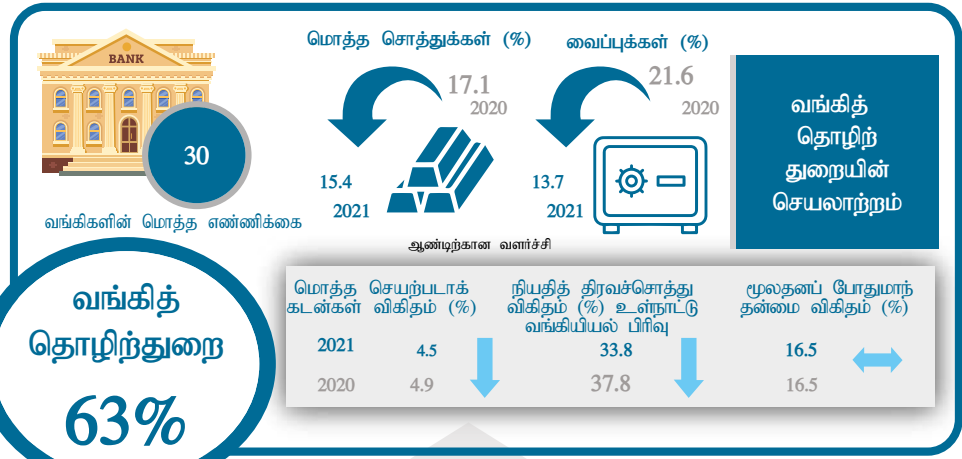 BANK
30
வங்கிகளின் மொத்த எண்ணிக்கை
மொத்த சொத்துக்கள் (%)
17.1
2020
15.4
2021
வைப்புக்கள் (%)
21.6
2020
13.7
2021
ஆண்டிற்கான வளர்ச்சி
வங்கித்
தொழிற்
துறையின்
செயலாற்றம்
வங்கித்
தொழிற்துறை
63%
மொத்த செயற்படாக்
கடன்கள் விகிதம் (%)
நியதித் திரவச்சொத்து
விகிதம் (%) உள்நாட்டு
வங்கியியல் பிரிவு
மூலதனப் போதுமாந்
தன்மை விகிதம் (%)
2021 4.5 33.8 16.5
2020 4.9 37.8 16.5